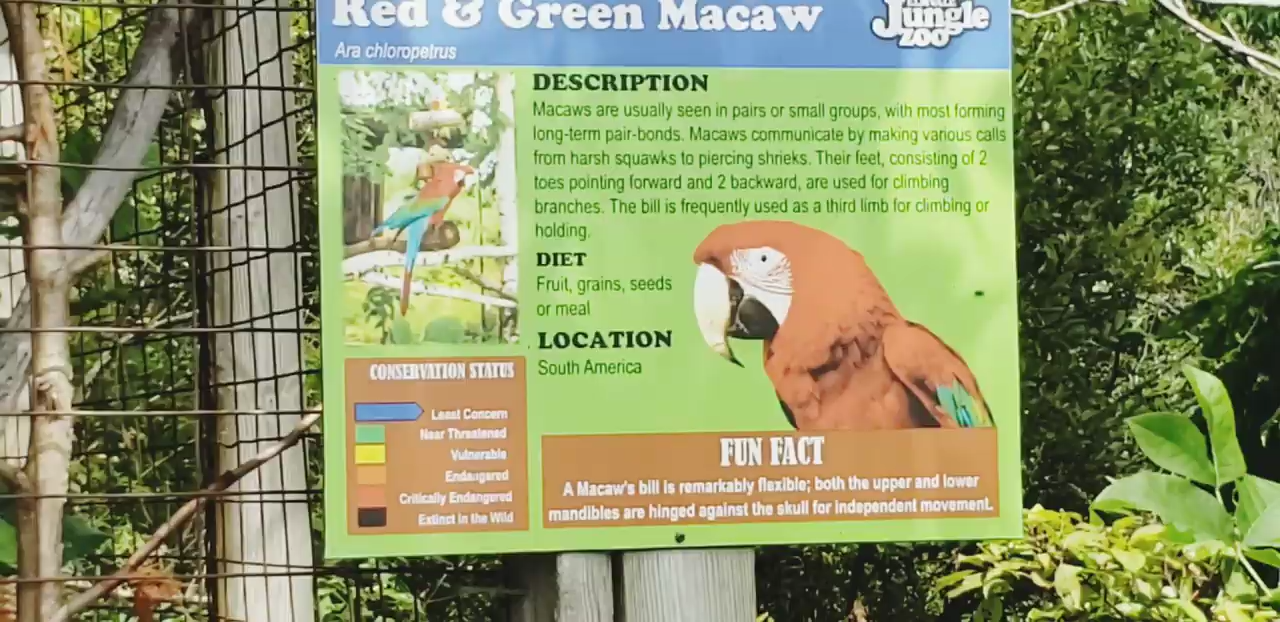 Red & Green Macaw
Jungle
ZOO
Ara chloropetrus
DESCRIPTION
Macaws are usually seen in pairs or small groups, with most forming
long-term pair-bonds. Macaws communicate by making various calls
from harsh squawks to piercing shrieks. Their feet, consisting of 2
toes pointing forward and 2 backward, are used for climbing
branches. The bill is frequently used as a third limb for climbing or
holding.
DIET
Fruit, grains, seeds
or meal
LOCATION
South America
CONSERVATION STATUS
Least Concern
Near Threatened
Vulnerable
Endangered
Critically Endangered
Extinct in the Wild
FUN FACT
A Macaw's bill is remarkably flexible; both the upper and lower
mandibles are hinged against the skull for independent movement.